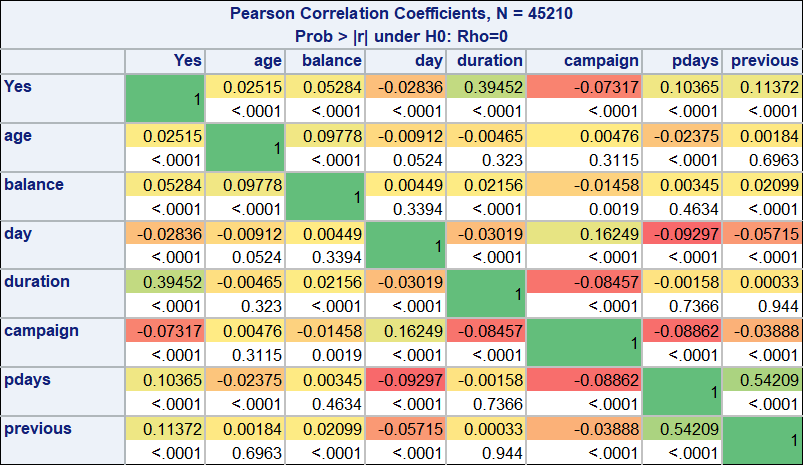 Pearson Correlation Coefficients, N = 45210
Prob > |r| under H0: Rho=0
Yes age balance day duration campaign pdays previous
Yes 1 0.02515 0.05284 -0.02836 0.39452 -0.07317 0.10365 0.11372
<.0001 <.0001 <.0001 <.0001 <.0001 <.0001 <.0001
age 0.02515 1 0.09778 -0.00912 -0.00465 0.00476 -0.02375 0.00184
<.0001 <.0001 0.0524 0.323 0.3115 <.0001 0.6963
balance 0.05284 0.09778 1 0.00449 0.02156 -0.01458 0.00345 0.02099
<.0001 <.0001 0.3394 <.0001 0.0019 0.4634 <.0001
day -0.02836 -0.00912 0.00449 1 -0.03019 0.16249 -0.09297 -0.05715
<.0001 0.0524 0.3394 <.0001 <.0001 <.0001 <.0001
duration 0.39452 -0.00465 0.02156 -0.03019 1 -0.08457 -0.00158 0.00033
<.0001 0.323 <.0001 <.0001 <.0001 0.7366 0.944
campaign -0.07317 0.00476 -0.01458 0.16249 -0.08457 1 -0.08862 -0.03888
<.0001 0.3115 0.0019 <.0001 <.0001 <.0001 <.0001
pdays 0.10365 -0.02375 0.00345 -0.09297 -0.00158 -0.08862 1 0.54209
<.0001 <.0001 0.4634 <.0001 0.7366 <.0001 <.0001
previous 0.11372 0.00184 0.02099 -0.05715 0.00033 -0.03888 0.54209 1
<.0001 0.6963 <.0001 <.0001 0.944 <.0001 <.0001